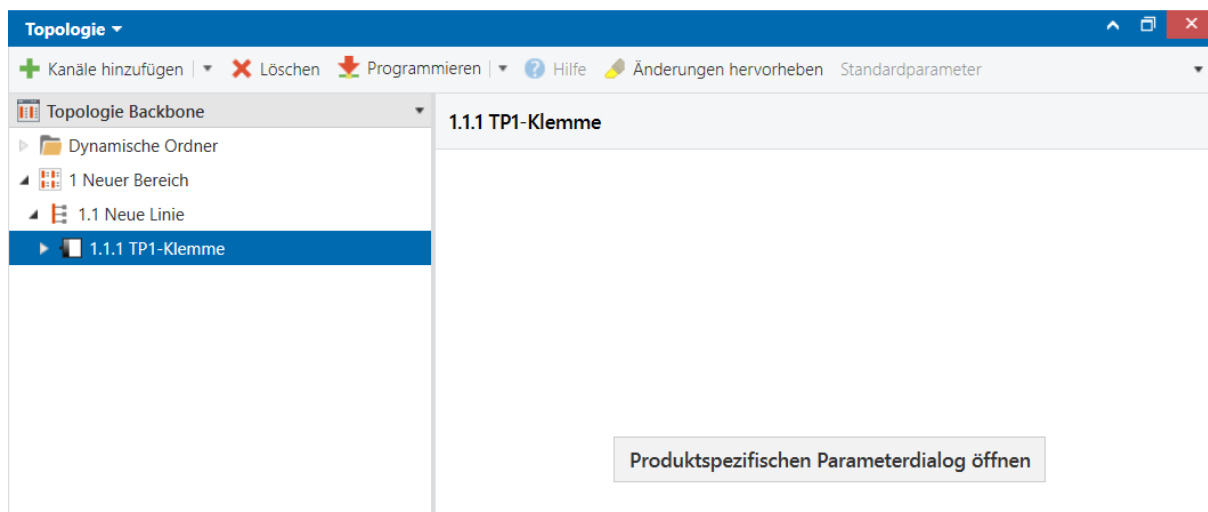 Topologie
Kanäle hinzufügen Löschen Programmieren Hilfe Änderungen hervorheben Standardparameter
Topologie Backbone
1.1.1 TP1-Klemme
Dynamische Ordner
1 Neuer Bereich
1.1 Neue Linie
1.1.1 TP1-Klemme
Produktspezifischen Parameterdialog öffnen